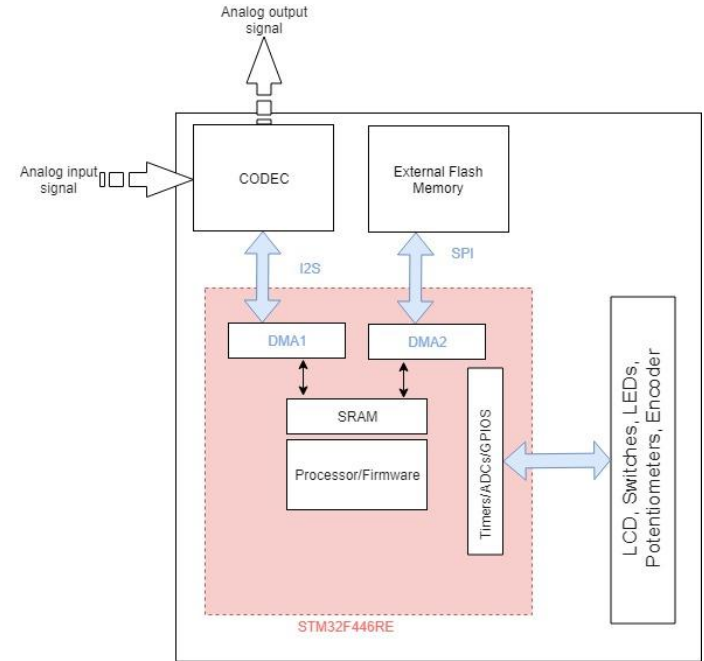 Analog output
signal
Analog input
signal
CODEC
External Flash
Memory
I2S
SPI
DMA1
DMA2
SRAM
Processor/Firmware
Timers/ADCs/GPIOS
LCD, Switches, LEDs,
Potentiometers, Encoder
STM32F446RE